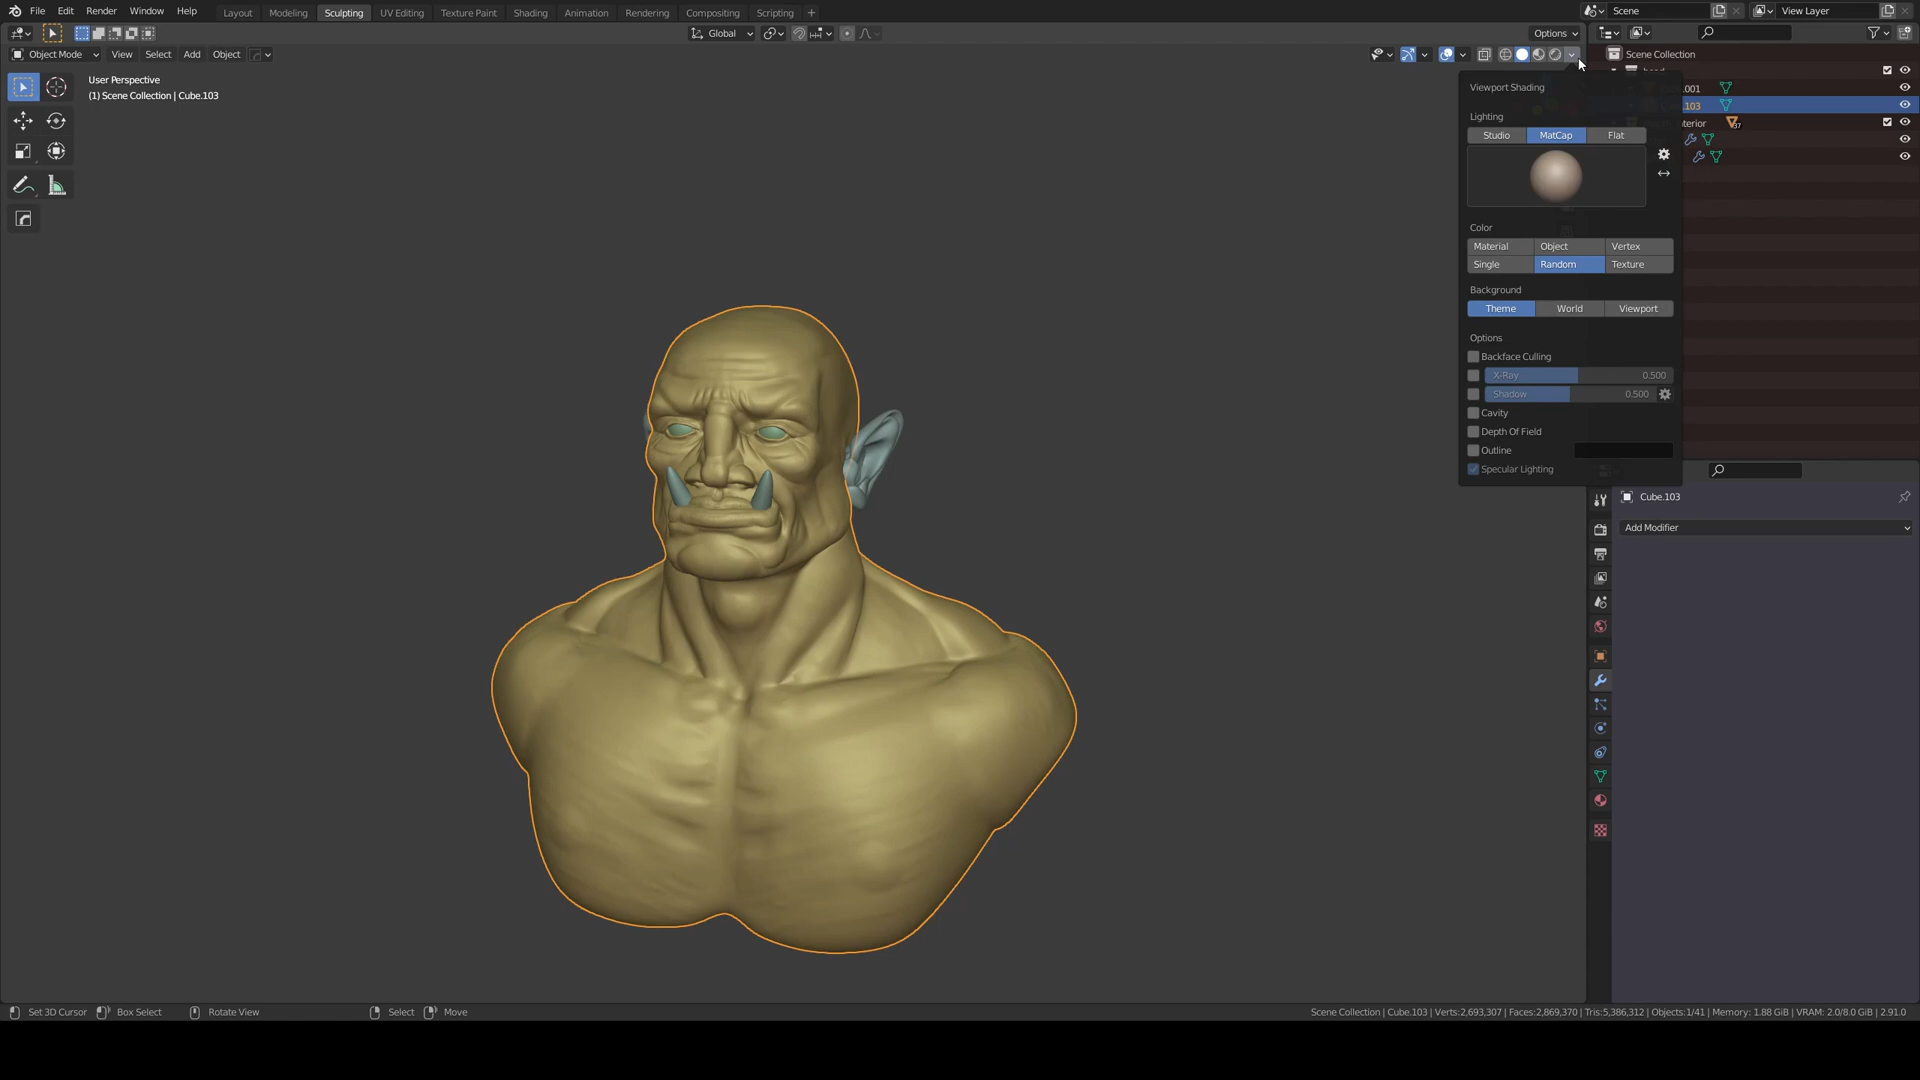 File Edit Render Window Help Layout Modeling Sculpting UV Editing Texture Paint Shading Animation Rendering Compositing Scripting + Scene View Layer
Global Options
Object Mode View Select Add Object Scene Collection
User Perspective
(1) Scene Collection | Cube.103
Viewport Shading
.001
.103
Lighting
terior 37
Studio MatCap Flat
Color
Material Object Vertex
Single Random Texture
Background
Theme World Viewport
Options
Backface Culling
X-Ray 0.500
Shadow 0.500
Cavity
Depth Of Field
Outline
Specular Lighting
Cube.103
Add Modifier
Set 3D Cursor Box Select Rotate View Select Move Scene Collection | Cube.103 | Verts:2,693,307 | Faces:2,869,370 | Tris:5,386,312 | Objects:1/41 | Memory: 1.88 GiB | VRAM: 2.0/8.0 GiB | 2.91.0